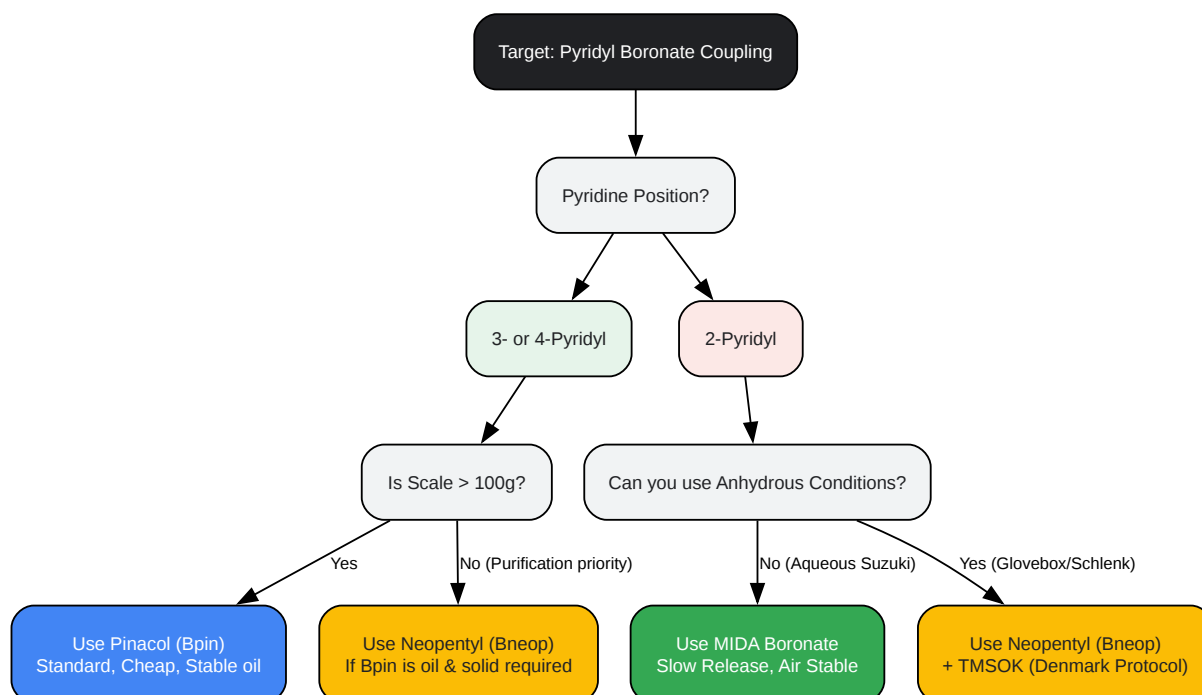 Target: Pyridyl Boronate Coupling
Pyridine Position?
3- or 4-Pyridyl
2-Pyridyl
Is Scale > 100g?
Can you use Anhydrous Conditions?
Yes
No (Purification priority)
No (Aqueous Suzuki)
Yes (Glovebox/Schlenk)
Use Pinacol (Bpin)
Standard, Cheap, Stable oil
Use Neopentyl (Bneop)
If Bpin is oil & solid required
Use MIDA Boronate
Slow Release, Air Stable
Use Neopentyl (Bneop)
+ TMSOK (Denmark Protocol)